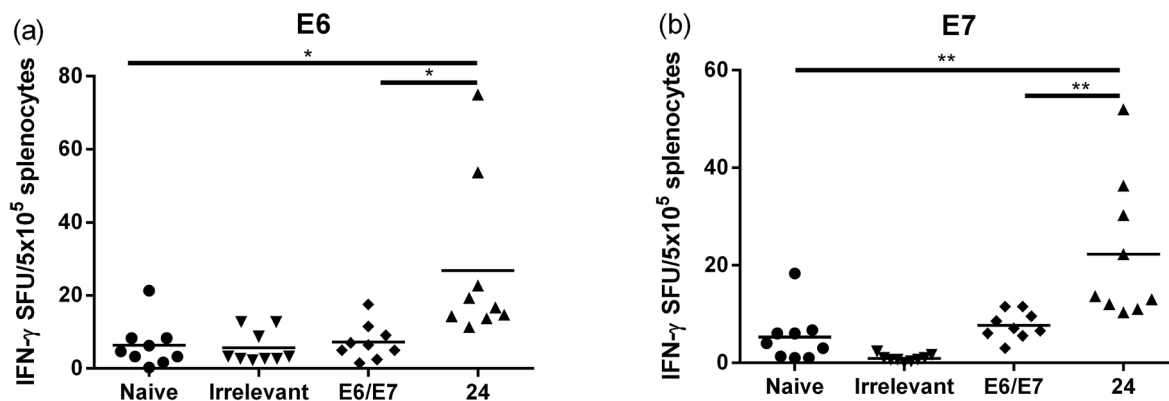 (a)
E6
*
*
IFN-γ SFU/5x10⁵ splenocytes
80
60
40
20
0
Naive Irrelevant E6/E7 24
(b)
E7
**
**
IFN-γ SFU/5x10⁵ splenocytes
60
40
20
0
Naive Irrelevant E6/E7 24